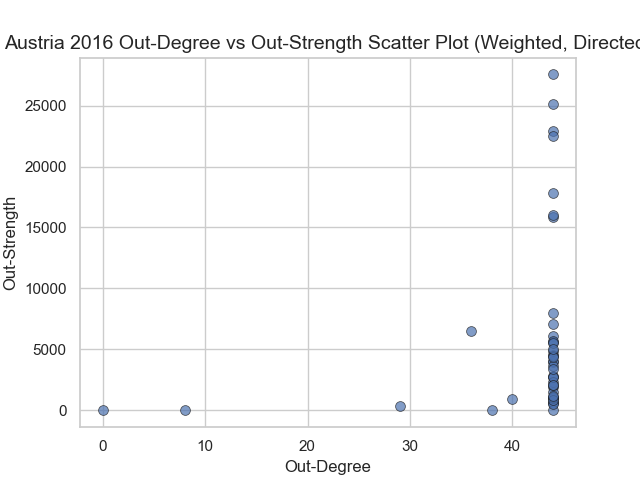 Austria 2016 Out-Degree vs Out-Strength Scatter Plot (Weighted, Directed
25000
20000
15000
10000
5000
0
Out-Strength
0 10 20 30 40
Out-Degree